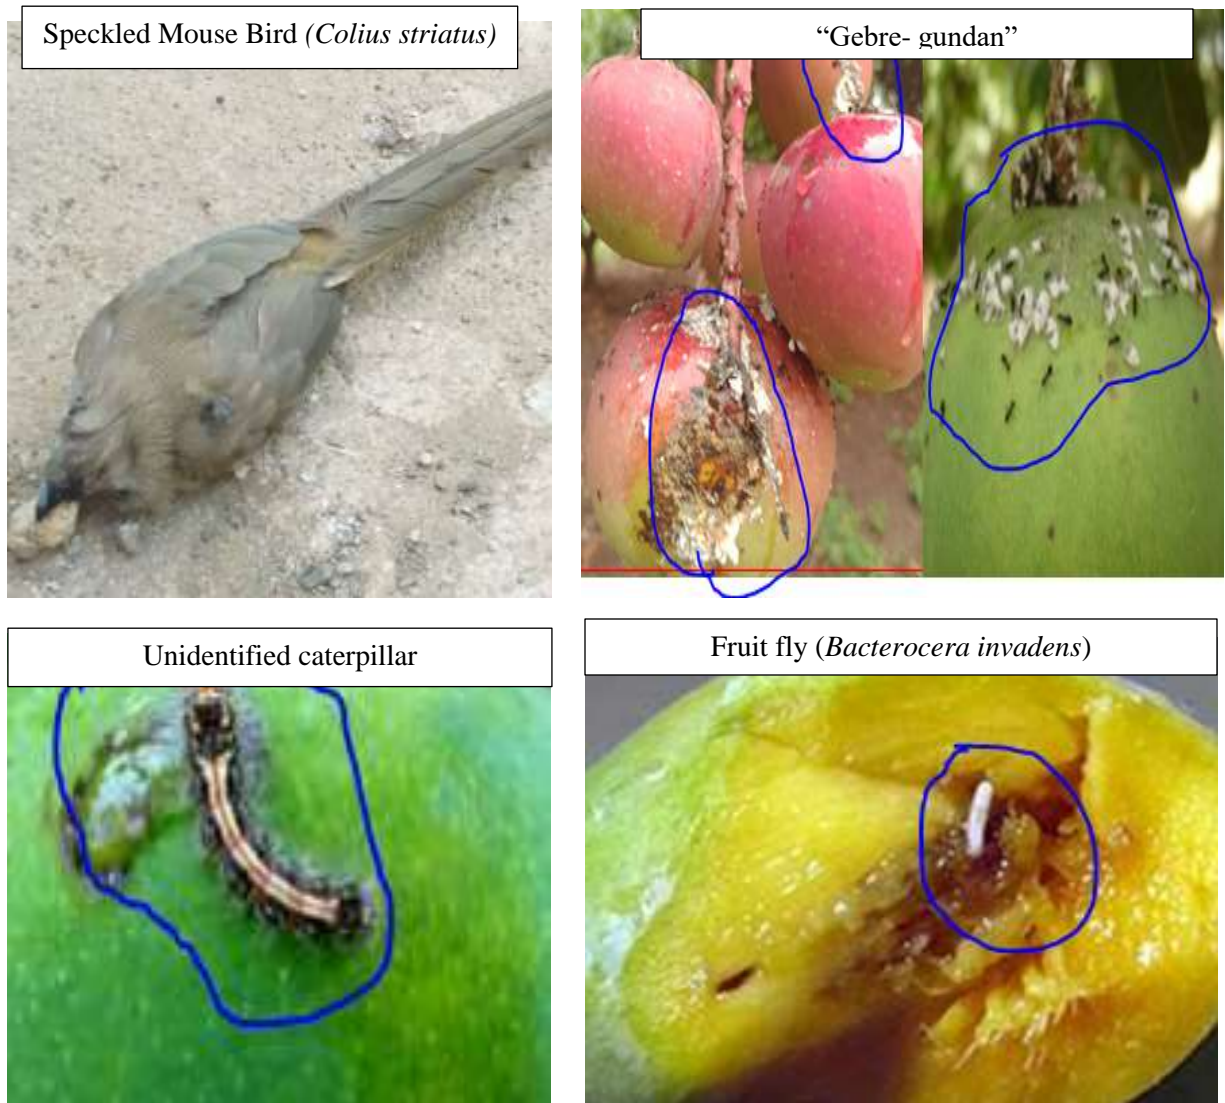 Speckled Mouse Bird (Colius striatus)
“Gebre- gundan”
Unidentified caterpillar
Fruit fly (Bacterocera invadens)